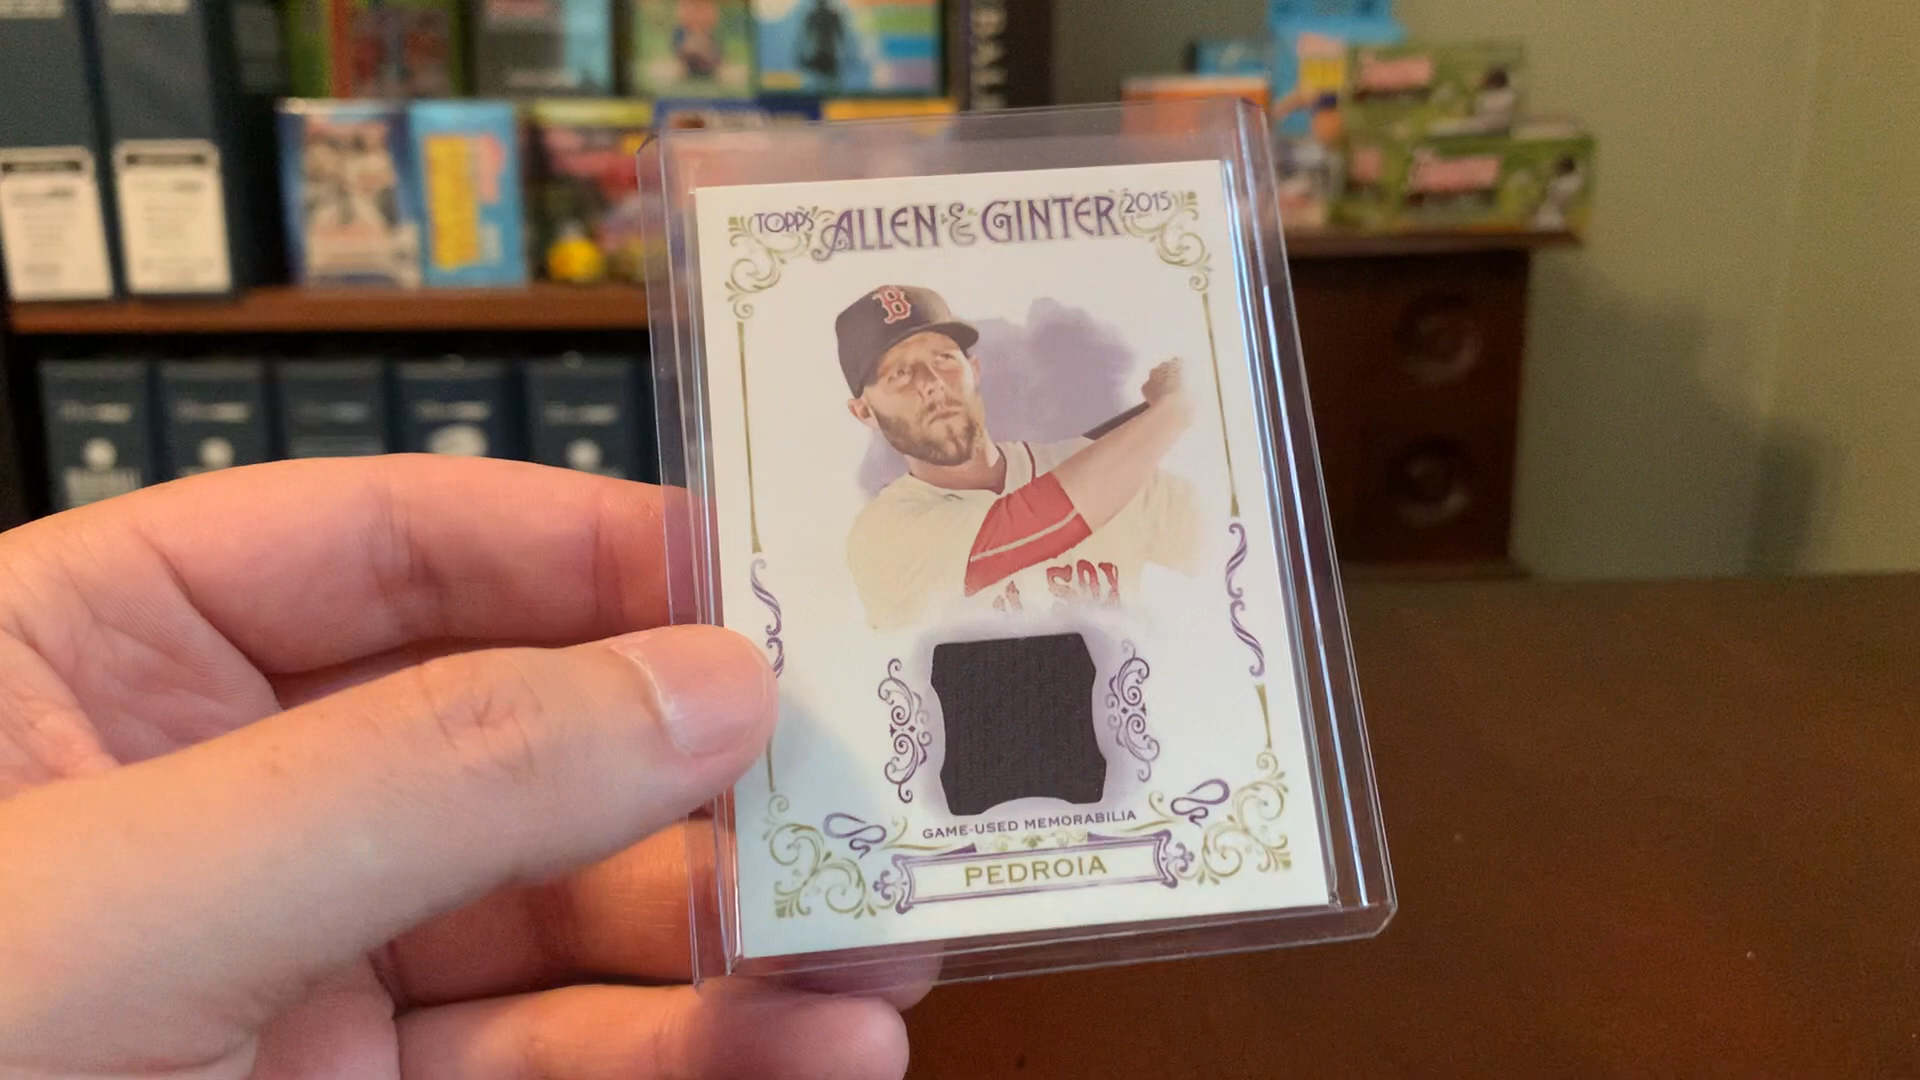 TOPPS ALLEN & GINTER 2015
B
SOX
GAME-USED MEMORABILIA
PEDROIA